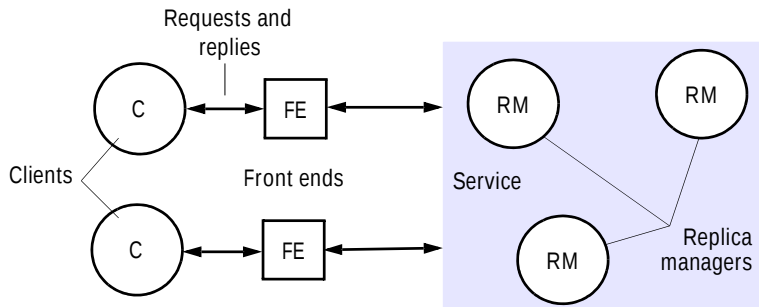 Requests and
replies
C
FE
RM
RM
Clients
Front ends
Service
C
FE
RM
Replica
managers